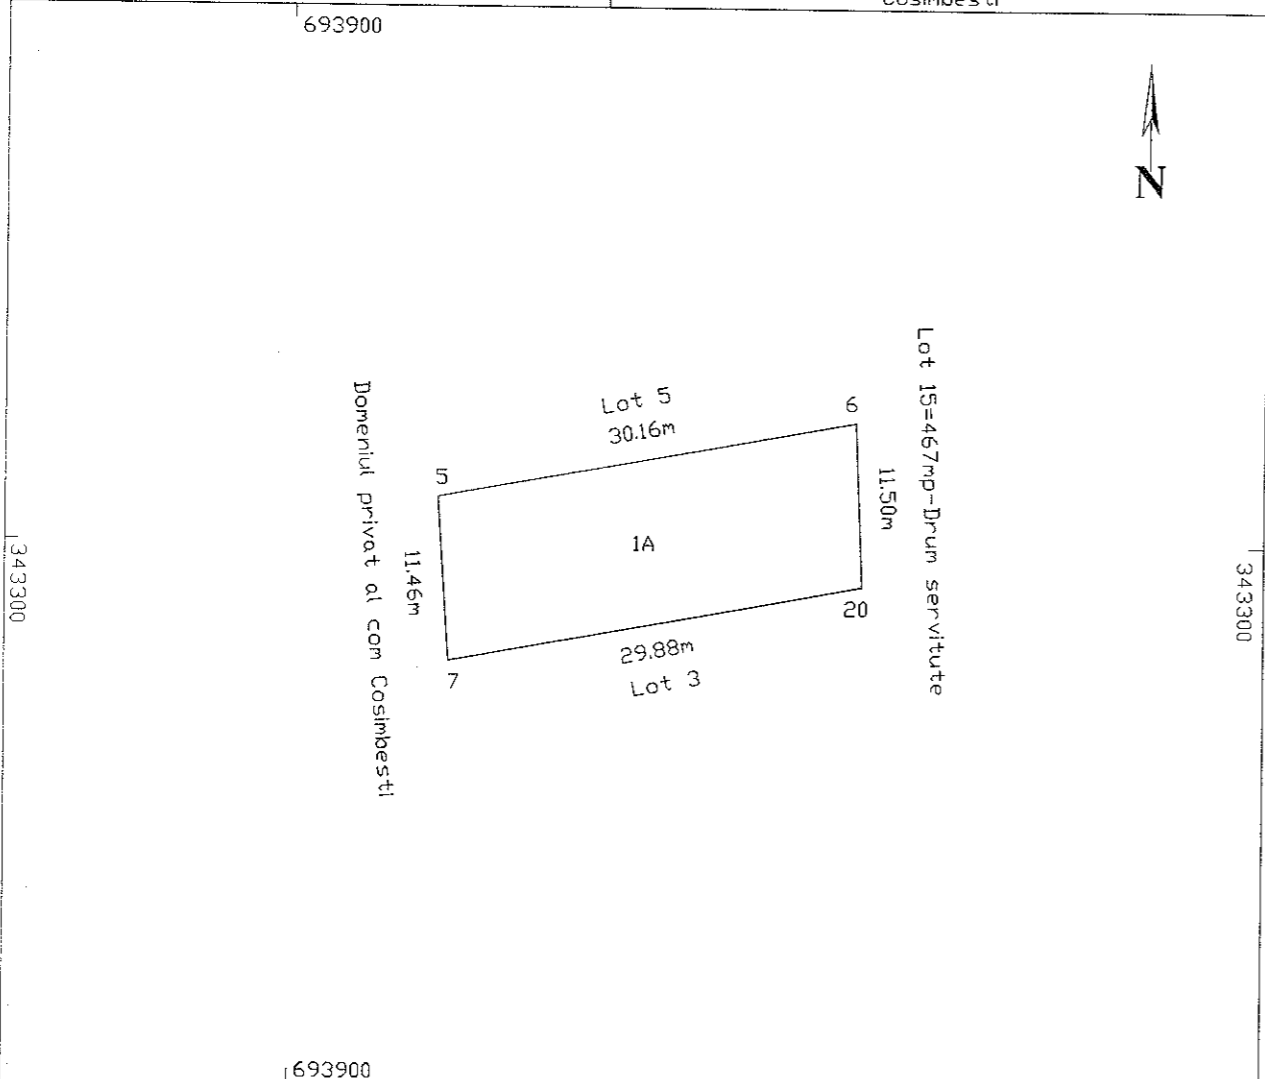 Cosimbesti
693900
N
Lot 15=467mp-Drum servitute
Domeniul privat al com Cosimbesti
Lot 5
30.16m
6
5
11.50m
1A
11.46m
343300
343300
20
29.88m
7
Lot 3
693900